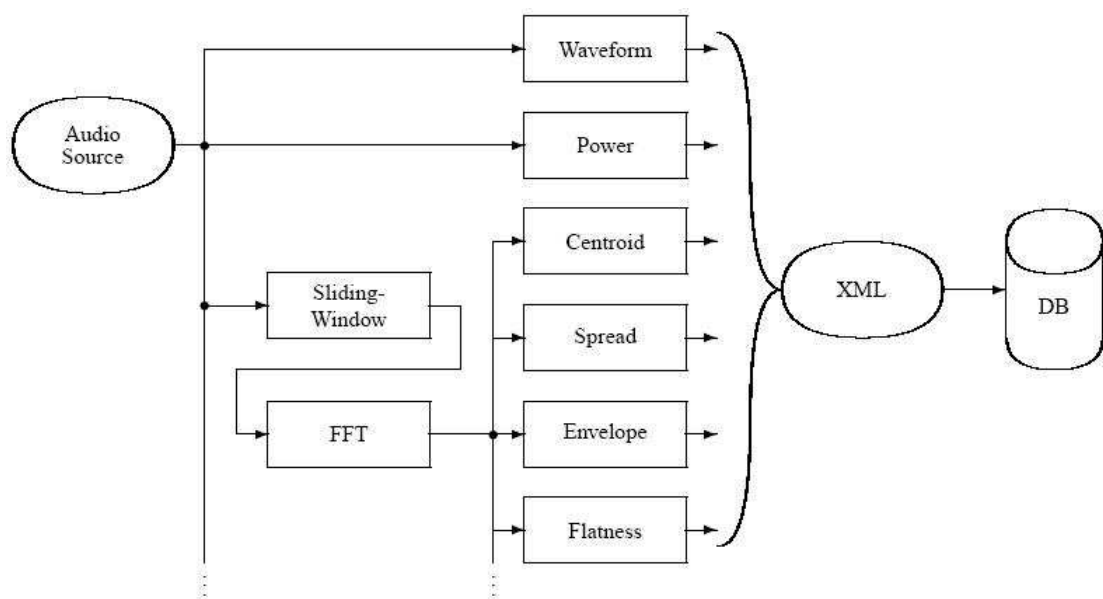 Waveform
Audio
Source
Power
Centroid
Sliding-
Window
XML
DB
Spread
FFT
Envelope
Flatness